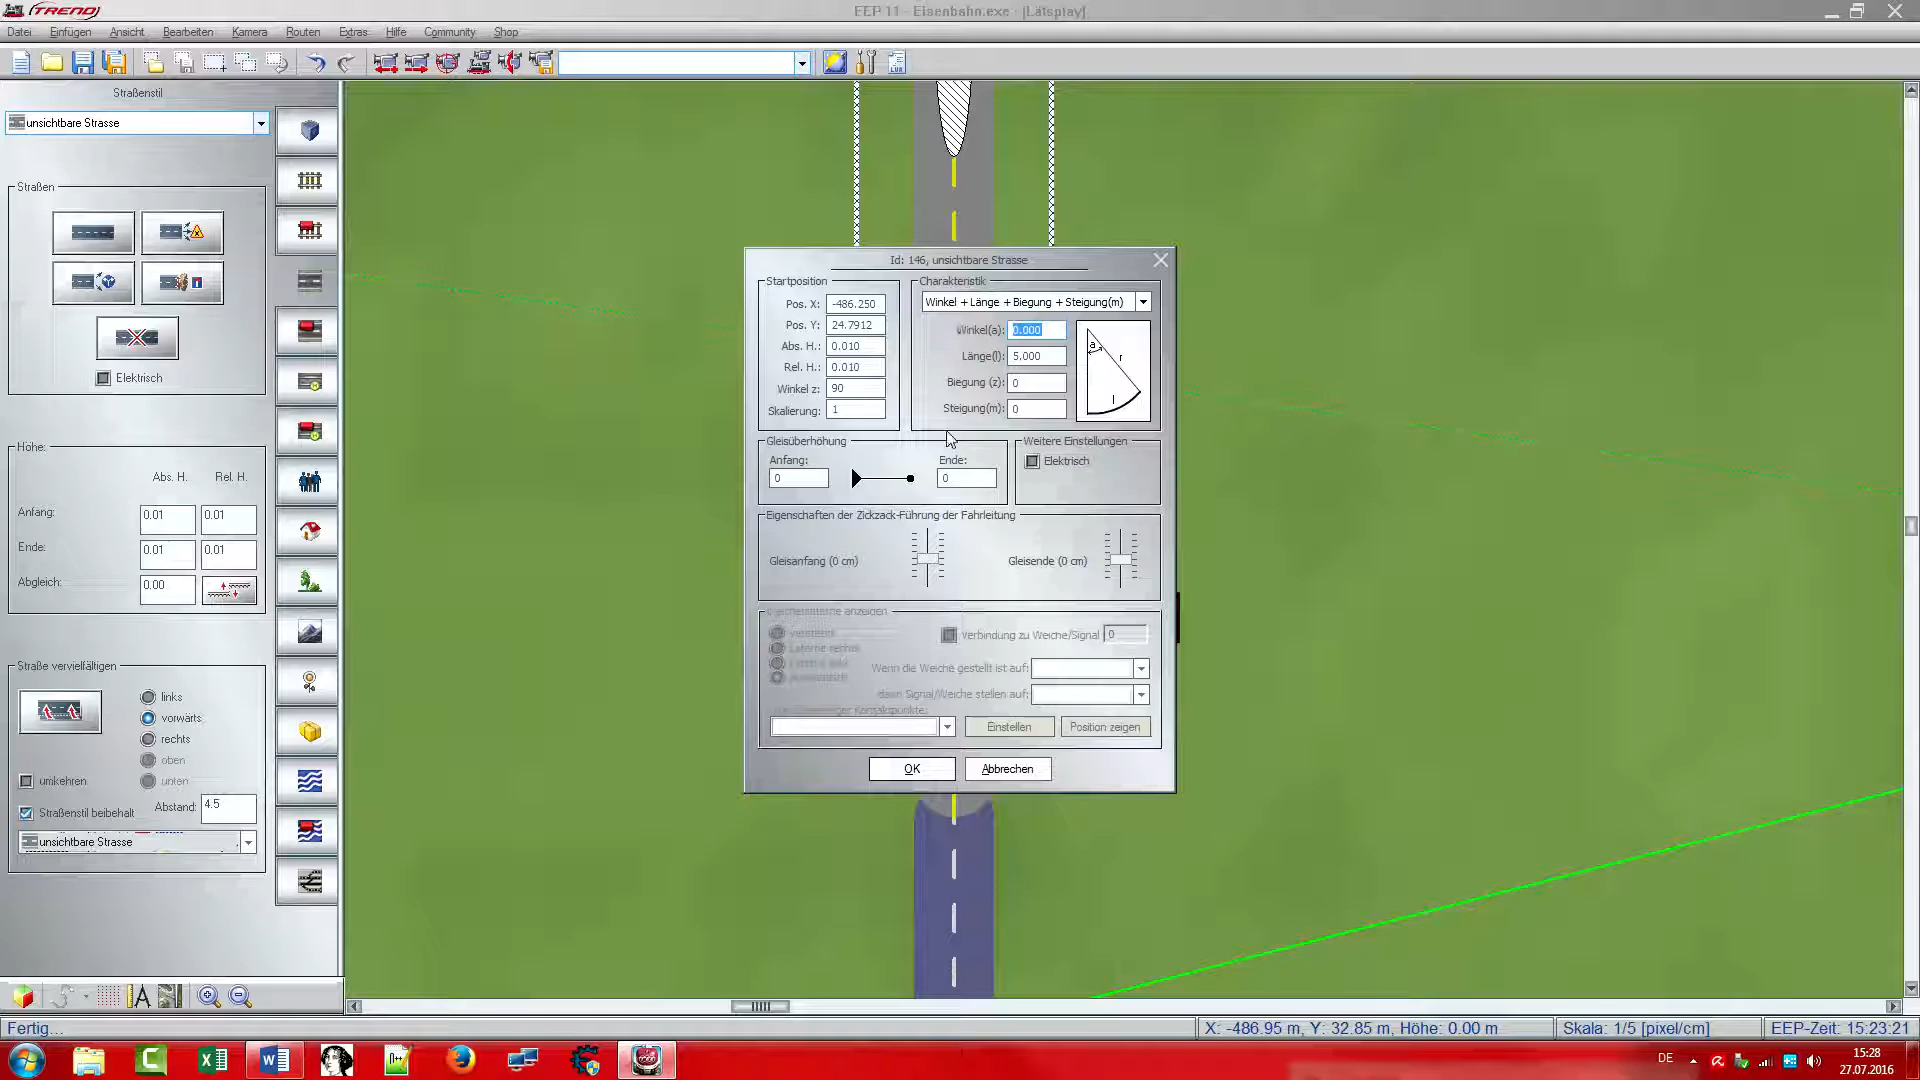 TREND
EEP 11 - Eisenbahn.exe - [Lätsplay]
Datei Einfügen Ansicht Bearbeiten Kamera Routen Extras Hilfe Community Shop
Straßenstil
unsichtbare Strasse
Straßen
Elektrisch
Höhe:
Abs. H. Rel. H.
Anfang: 0.01 0.01
Ende: 0.01 0.01
Abgleich: 0.00
Straße vervielfältigen
links
vorwärts
rechts
oben
umkehren unten
Straßenstil beibehalt Abstand: 4.5
unsichtbare Strasse
Id: 146, unsichtbare Strasse
Startposition
Pos. X: -486.250
Pos. Y: 24.7912
Abs. H.: 0.010
Rel. H.: 0.010
Winkel z: 90
Skalierung: 1
Charakteristik
Winkel + Länge + Biegung + Steigung(m)
Winkel(a): 0.000
Länge(l): 5.000
Biegung (z): 0
Steigung(m): 0
a
r
l
Gleisüberhöhung
Anfang: Ende:
0 0
Weitere Einstellungen
Elektrisch
Eigenschaften der Zickzack-Führung der Fahrleitung
Gleisanfang (0 cm) Gleisende (0 cm)
Verbindung zu Weiche/Signal 0
Laterne rechts
Wenn die Weiche gestellt ist auf:
dann Signal/Weiche stellen auf:
Kontaktpunkte:
Einstellen Position zeigen
OK Abbrechen
Fertig... X: -486.95 m, Y: 32.85 m, Höhe: 0.00 m Skala: 1/5 [pixel/cm] EEP-Zeit: 15:23:21
DE 15:28
27.07.2016